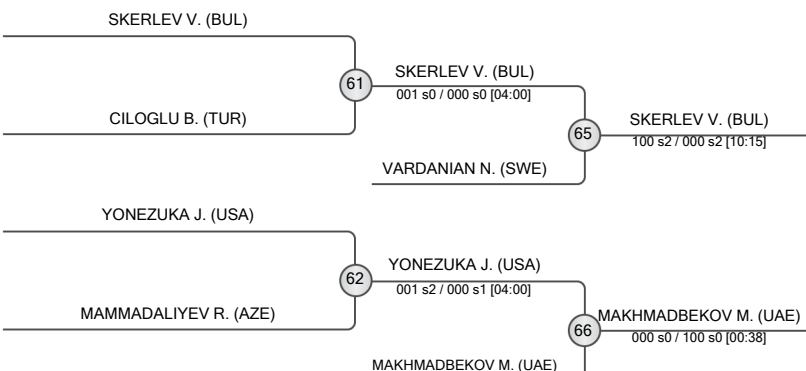 SKERLEV V. (BUL)
61
SKERLEV V. (BUL)
001 s0 / 000 s0 [04:00]
CILOGLU B. (TUR)
65
SKERLEV V. (BUL)
100 s2 / 000 s2 [10:15]
VARDANIAN N. (SWE)
YONEZUKA J. (USA)
62
YONEZUKA J. (USA)
001 s2 / 000 s1 [04:00]
MAMMADALIYEV R. (AZE)
66
MAKHMADBEKOV M. (UAE)
000 s0 / 100 s0 [00:38]
MAKHMADBEKOV M. (UAE)